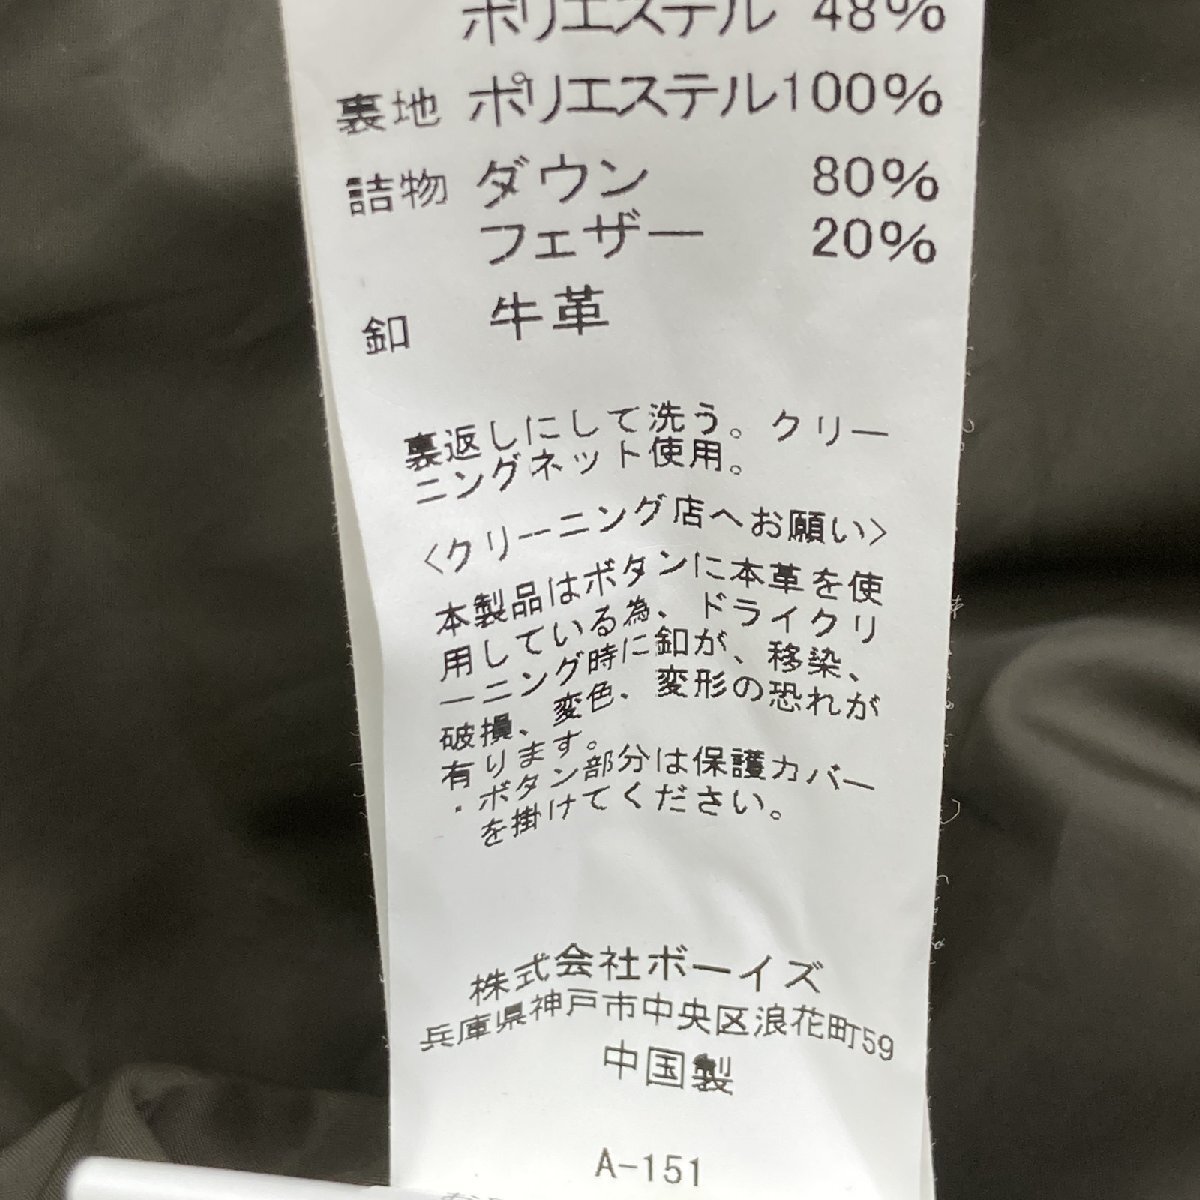 ポリエステル 48%
裏地 ポリエステル100%
詰物 ダウン 80%
フェザー 20%
釦 牛革
裏返しにして洗う。クリー
ニングネット使用。
<クリーニング店へお願い>
本製品はボタンに本革を使
用している為、ドライクリ
ーニング時に釦が、移染、
破損、変色、変形の恐れが
有ります。
・ボタン部分は保護カバー
を掛けてください。
株式会社ボーイズ
兵庫県神戸市中央区浪花町59
中国製
A-151